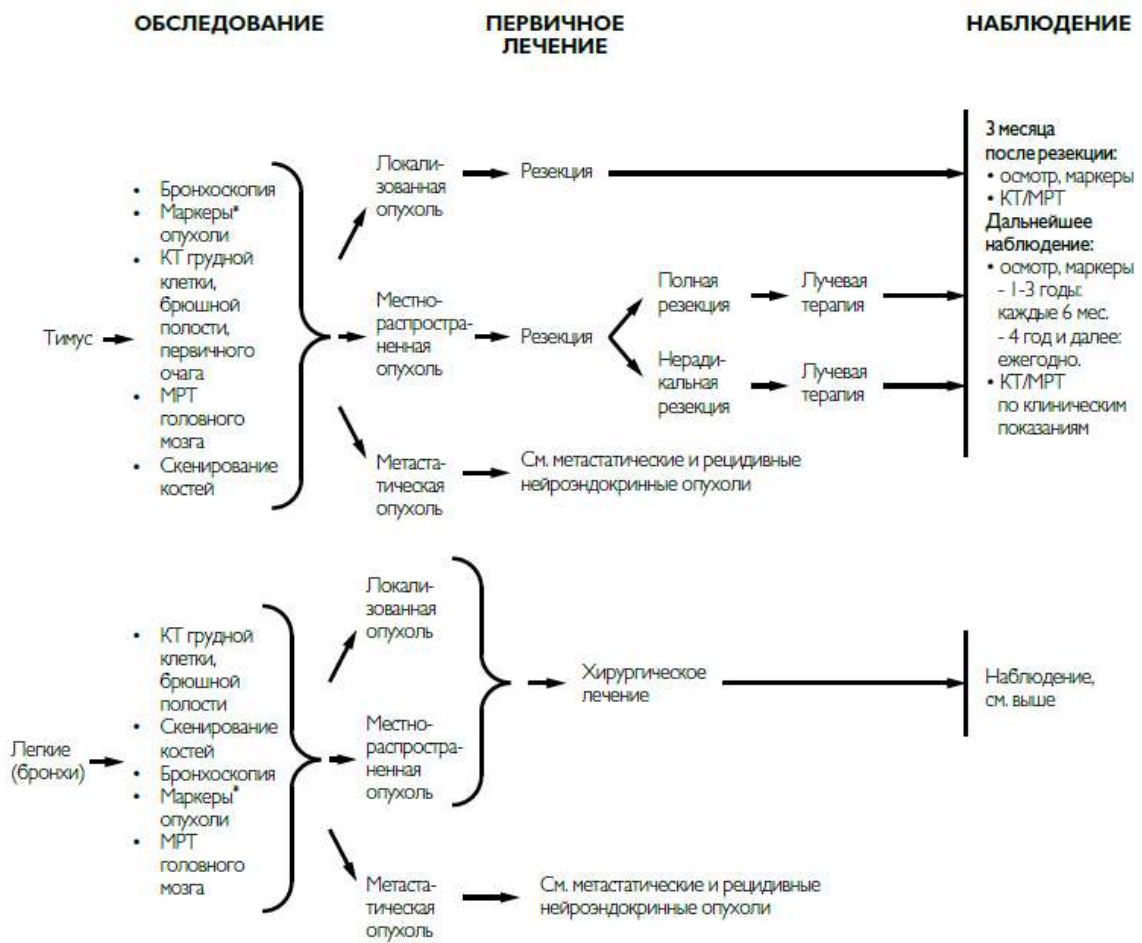 ОБСЛЕДОВАНИЕ
ПЕРВИЧНОЕ
ЛЕЧЕНИЕ
НАБЛЮДЕНИЕ
Тимус
• Бронхоскопия
• Маркеры*
опухоли
• КТ грудной
клетки,
брюшной
полости,
первичного
очага
• МРТ
головного
мозга
• Скенирование
костей
Локали-
зованная
опухоль
Резекция
Местно-
распростра-
ненная
опухоль
Резекция
Полная
резекция
Лучевая
терапия
Неради-
кальная
резекция
Лучевая
терапия
Метаста-
тическая
опухоль
См. метастатические и рецидивные
нейроэндокринные опухоли
3 месяца
после резекции:
• осмотр, маркеры
• КТ/МРТ
Дальнейшее
наблюдение:
• осмотр, маркеры
- 1-3 годы:
каждые 6 мес.
- 4 год и далее:
ежегодно.
• КТ/МРТ
по клиническим
показаниям
Легкие
(бронхи)
• КТ грудной
клетки,
брюшной
полости
• Скенирование
костей
• Бронхоскопия
• Маркеры*
опухоли
• МРТ
головного
мозга
Локали-
зованная
опухоль
Местно-
распростра-
ненная
опухоль
Хирургическое
лечение
Наблюдение,
см. выше
Метаста-
тическая
опухоль
См. метастатические и рецидивные
нейроэндокринные опухоли